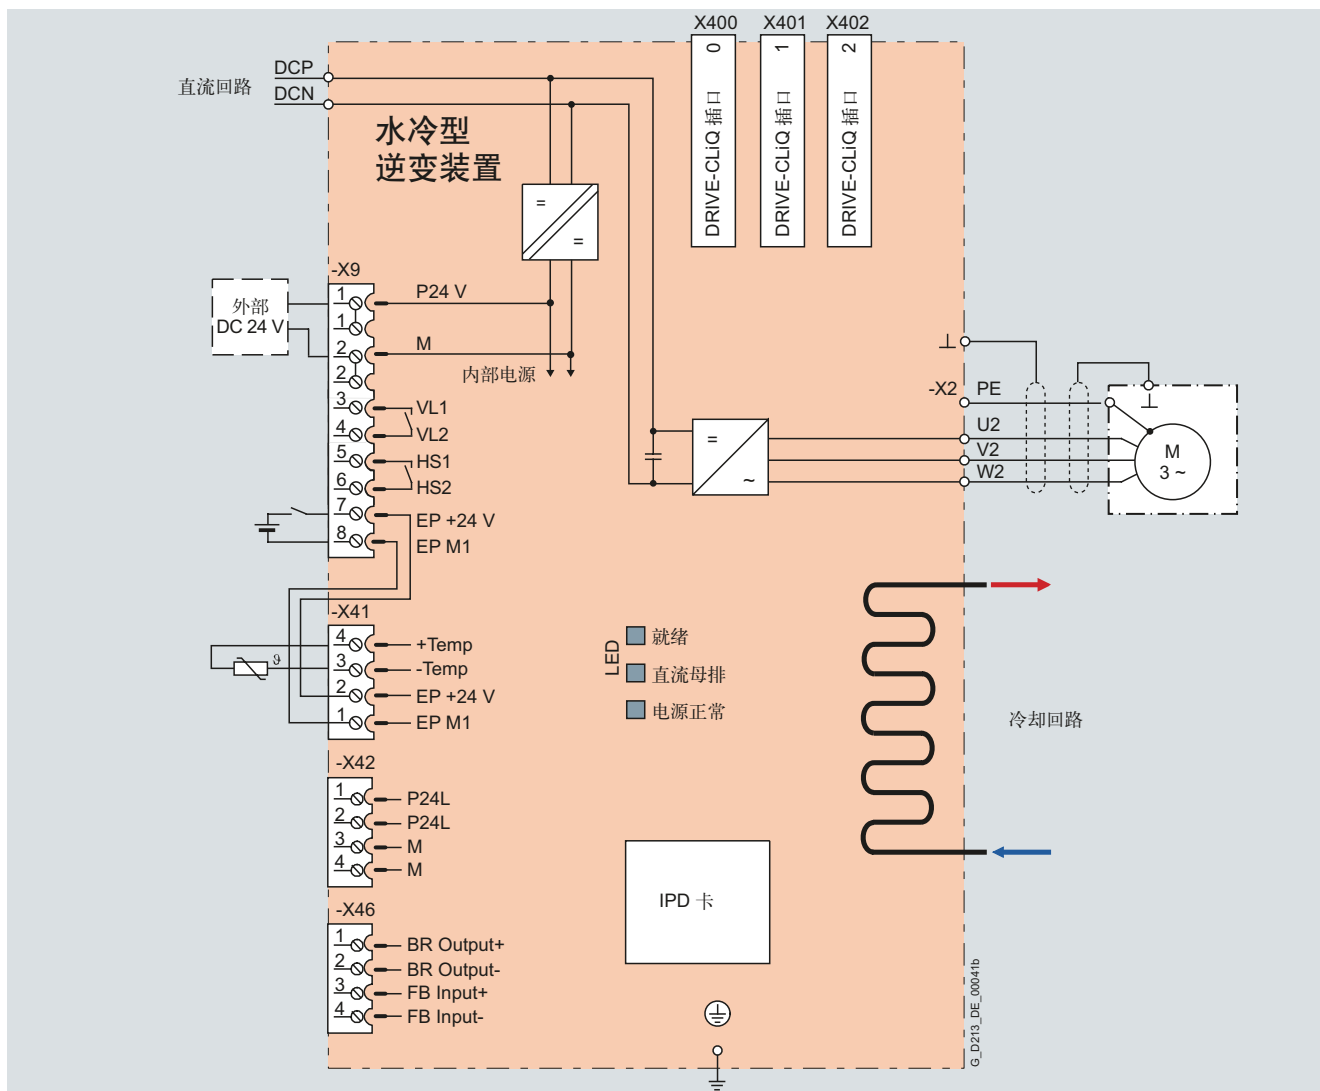 X400 X401 X402
0 1 2
DRIVE-CLiQ 插口
DRIVE-CLiQ 插口
DRIVE-CLiQ 插口
直流回路
DCP
DCN
水冷型
逆变装置
=
=
-X9
外部
DC 24 V
1 P24 V
1
2 M
2
内部电源
3 VL1
4 VL2
5 HS1
6 HS2
7 EP +24 V
8 EP M1
=
~
-X2 PE
U2
V2
W2
M
3 ~
-X41
4 +Temp
3 -Temp
2 EP +24 V
1 EP M1
ϑ
LED
就绪
直流母排
电源正常
冷却回路
-X42
1 P24L
2 P24L
3 M
4 M
IPD 卡
-X46
1 BR Output+
2 BR Output-
3 FB Input+
4 FB Input-
G_D213_DE_00041b